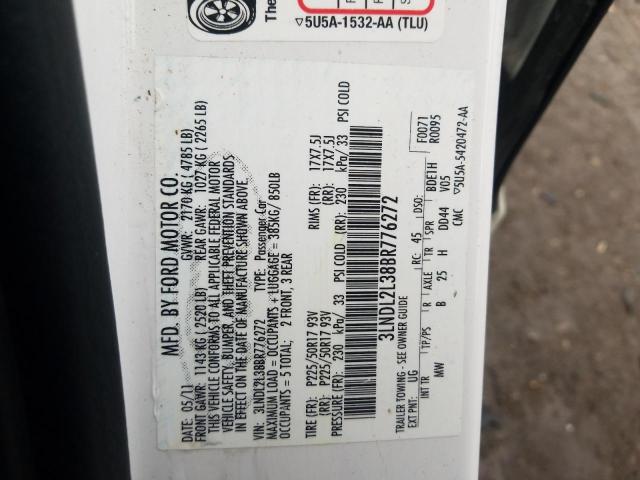 The
▽5U5A-1532-AA (TLU)
MFD. BY FORD MOTOR CO.
DATE: 05/11 GVWR: 2170 KG ( 4785 LB)
FRONT GAWR: 1143 KG ( 2520 LB) REAR GAWR: 1027 KG ( 2265 LB)
THIS VEHICLE CONFORMS TO ALL APPLICABLE FEDERAL MOTOR
VEHICLE SAFETY, BUMPER, AND THEFT PREVENTION STANDARDS
IN EFFECT ON THE DATE OF MANUFACTURE SHOWN ABOVE.
VIN: 3LNDL2L38BR776272 TYPE: Passenger Car
MAXIMUM LOAD = OCCUPANTS + LUGGAGE = 385KG/ 850LB
OCCUPANTS = 5 TOTAL; 2 FRONT, 3 REAR
TIRE (FR): P225/50R17 93V RIMS (FR): 17X7.5J
(RR): P225/50R17 93V (RR): 17X7.5J
PRESSURE (FR): 230 kPa/ 33 PSI COLD (RR) 230 kPa/ 33 PSI COLD
3LNDL2L38BR776272
TRAILER TOWING - SEE OWNER GUIDE
F0071
R0095
EXT PNT: UG RC: 45 DSO:
INT TR TP/PS R AXLE TR SPR BDEIH
MW B 25 H DD44 V05
CMC ▽5U5A-5420472-AA